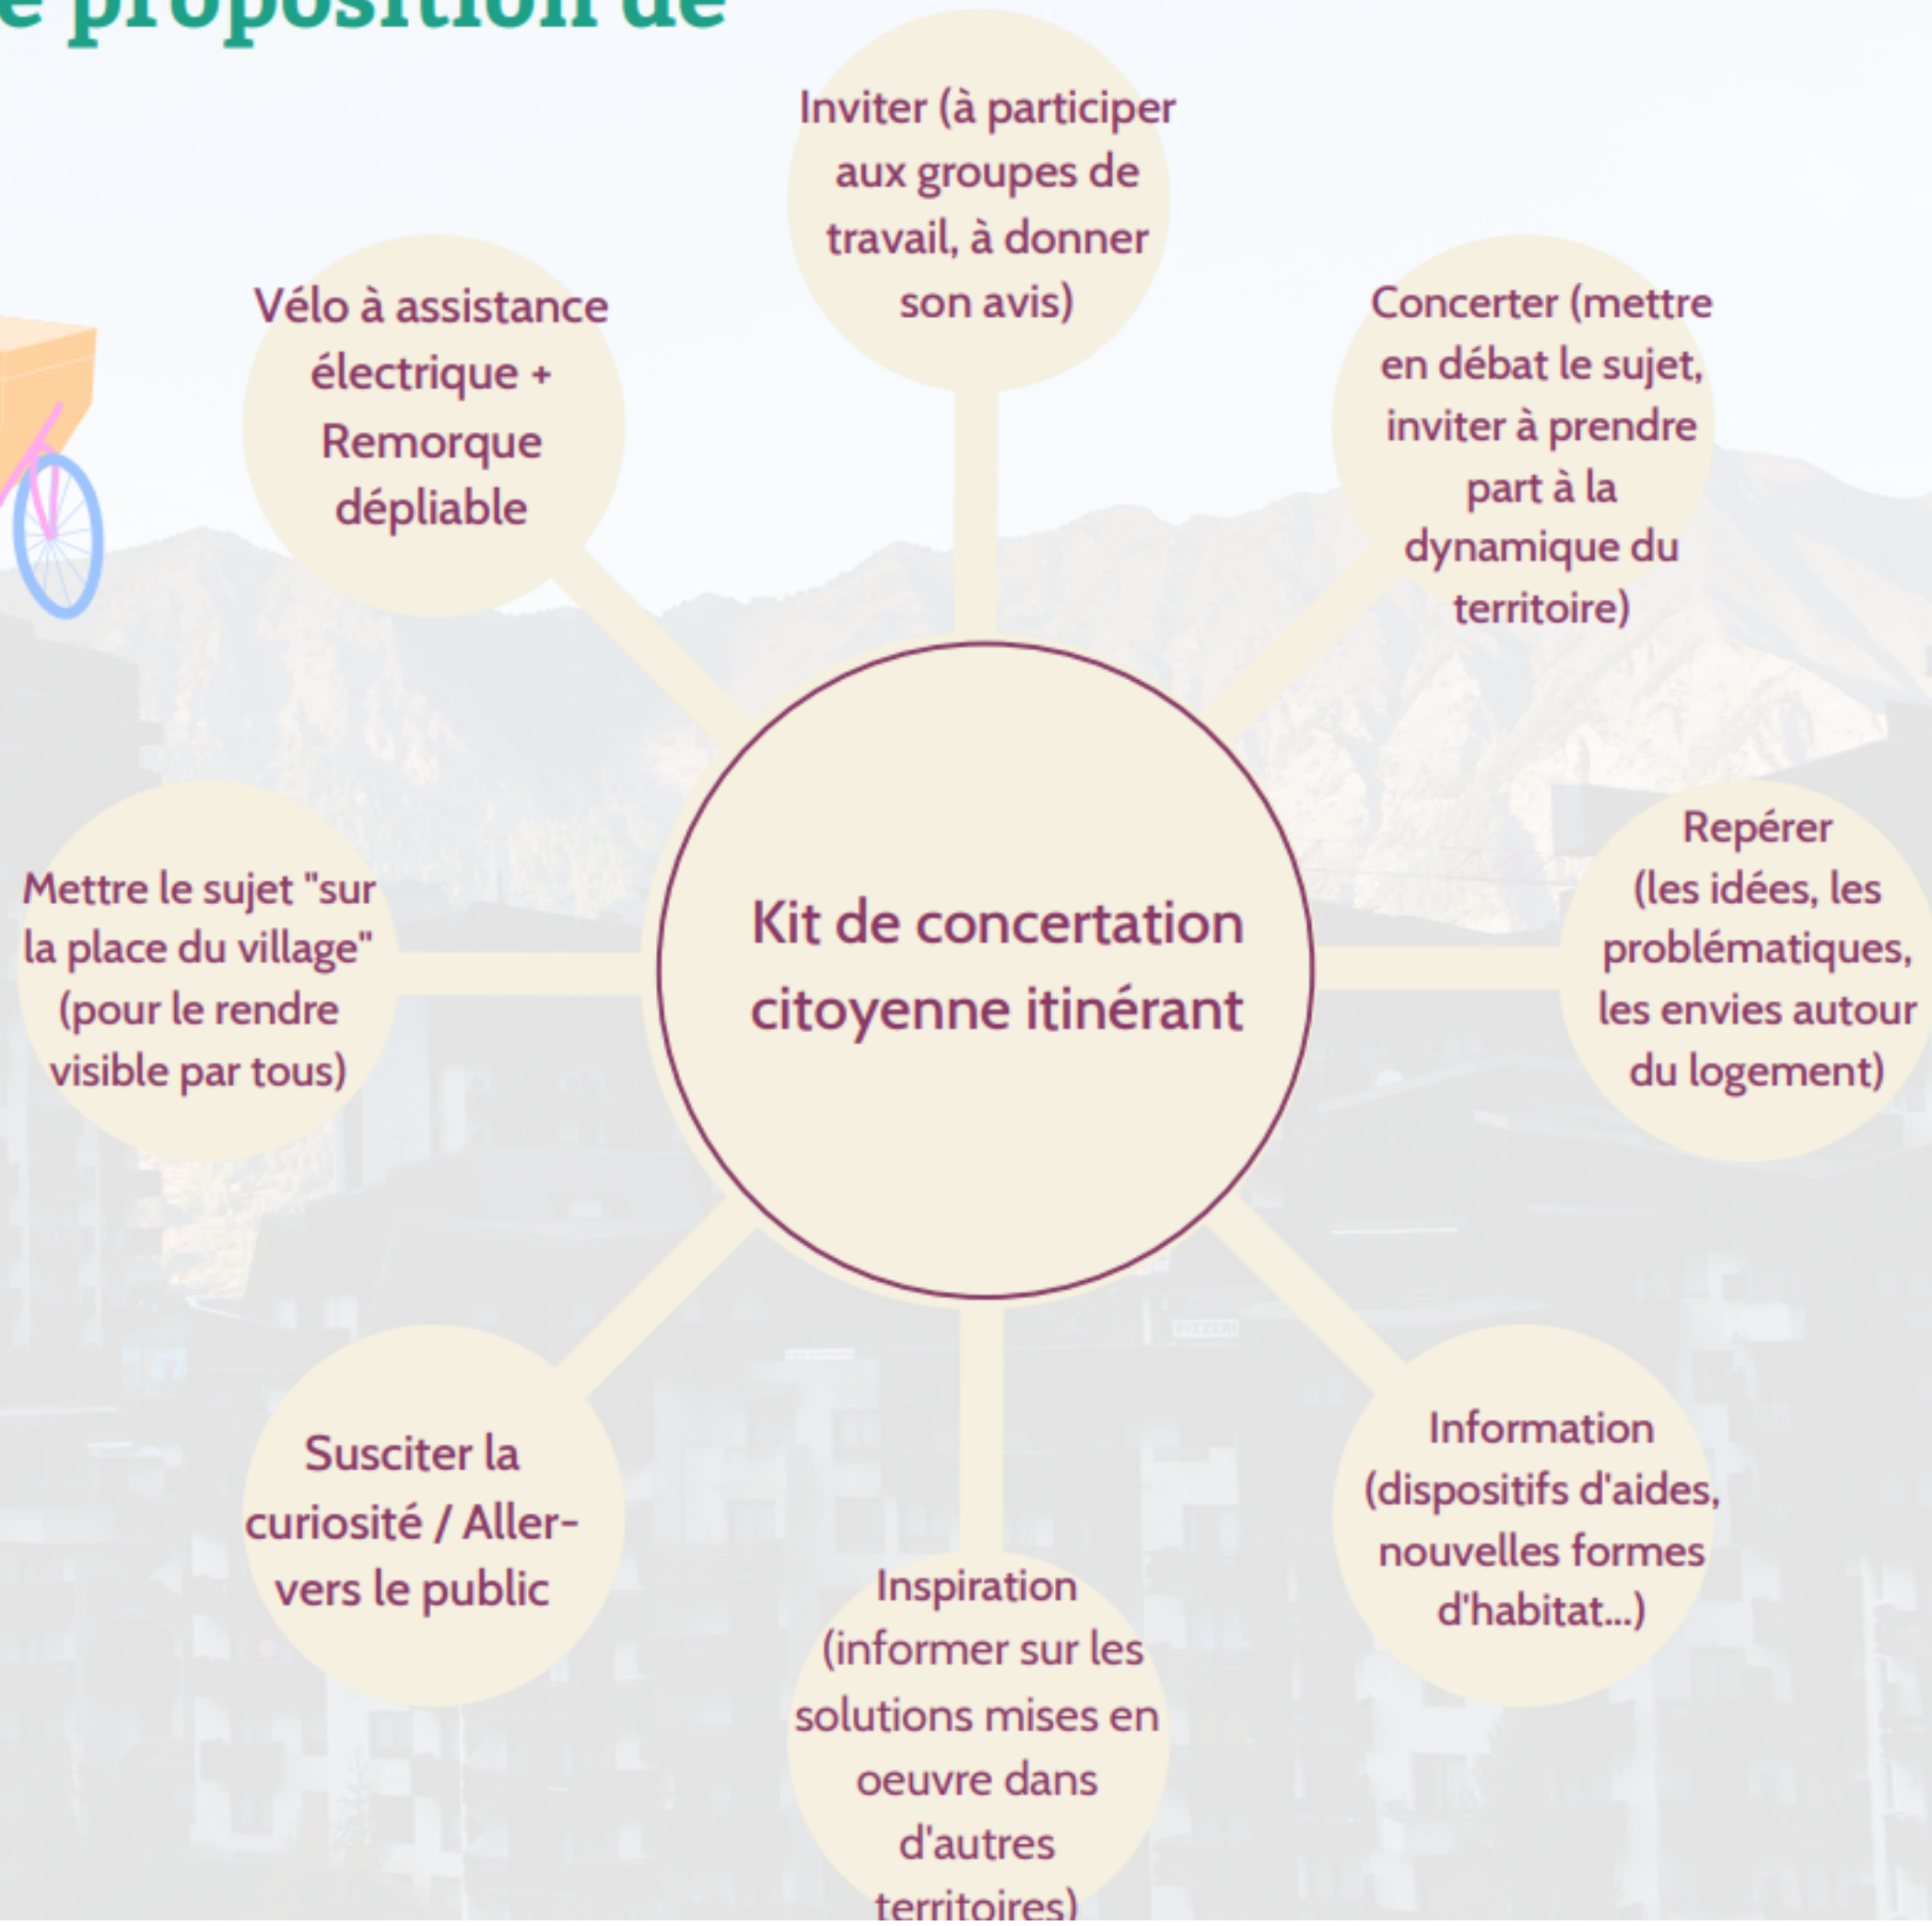 e proposition de
Inviter (à participer
aux groupes de
travail, à donner
son avis)
Vélo à assistance
électrique +
Remorque
dépliable
Concerter (mettre
en débat le sujet,
inviter à prendre
part à la
dynamique du
territoire)
Mettre le sujet "sur
la place du village"
(pour le rendre
visible par tous)
Kit de concertation
citoyenne itinérant
Repérer
(les idées, les
problématiques,
les envies autour
du logement)
Susciter la
curiosité / Aller-
vers le public
Inspiration
(informer sur les
solutions mises en
oeuvre dans
d'autres
territoires)
Information
(dispositifs d'aides,
nouvelles formes
d'habitat...)
PIZZERI